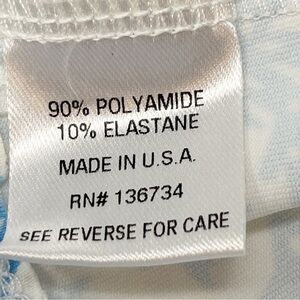 90% POLYAMIDE
10% ELASTANE
MADE IN U.S.A.
RN# 136734
SEE REVERSE FOR CARE